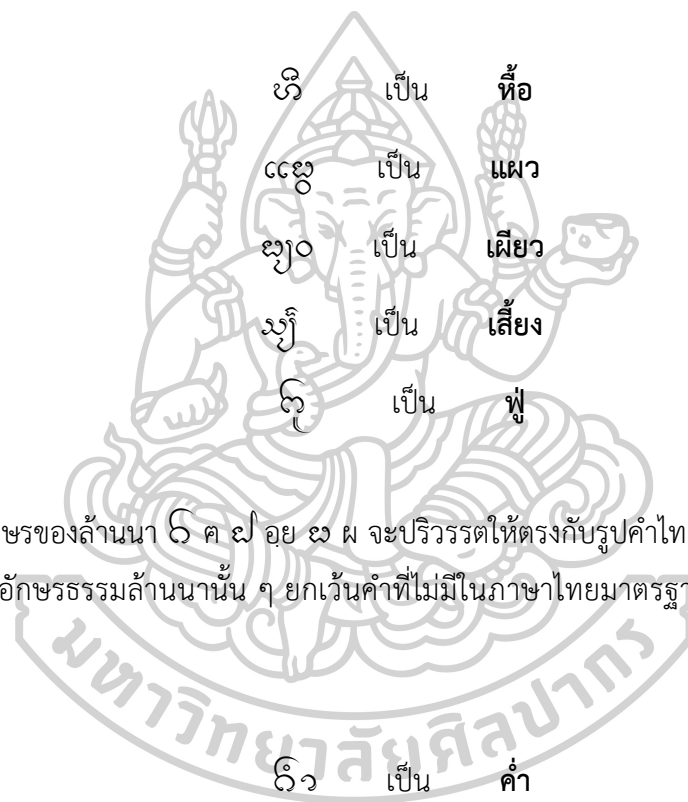 ᩉᩨ เป็น หื้อ
ᨹᩯ᩠ᩅ เป็น แผว
ᨹ᩠ᨿᩅ เป็น เผียว
ᩈ᩠ᨿᩘ เป็น เสี้ยง
ᨣᩪ เป็น ฟู่
ษรของล้านนา ᨣ ฅ ᩀ อฺย ᨹ ผ จะปริวรรตให้ตรงกับรูปคำไท
อักษรธรรมล้านนานั้น ๆ ยกเว้นคำที่ไม่มีในภาษาไทยมาตรฐา
มหาวิทยาลัยศิลปากร
เป็น ค่ำ